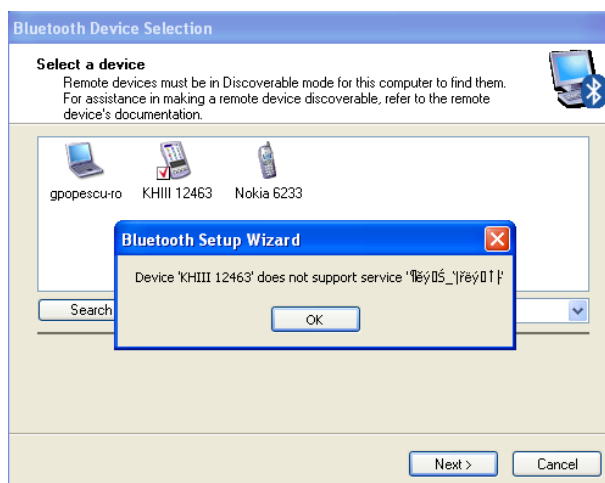 Bluetooth Device Selection
Select a device
Remote devices must be in Discoverable mode for this computer to find them.
For assistance in making a remote device discoverable, refer to the remote
device's documentation.
gpopescu-ro KHIII 12463 Nokia 6233
Bluetooth Setup Wizard
Device 'KHIII 12463' does not support service
OK
Search
Next >
Cancel